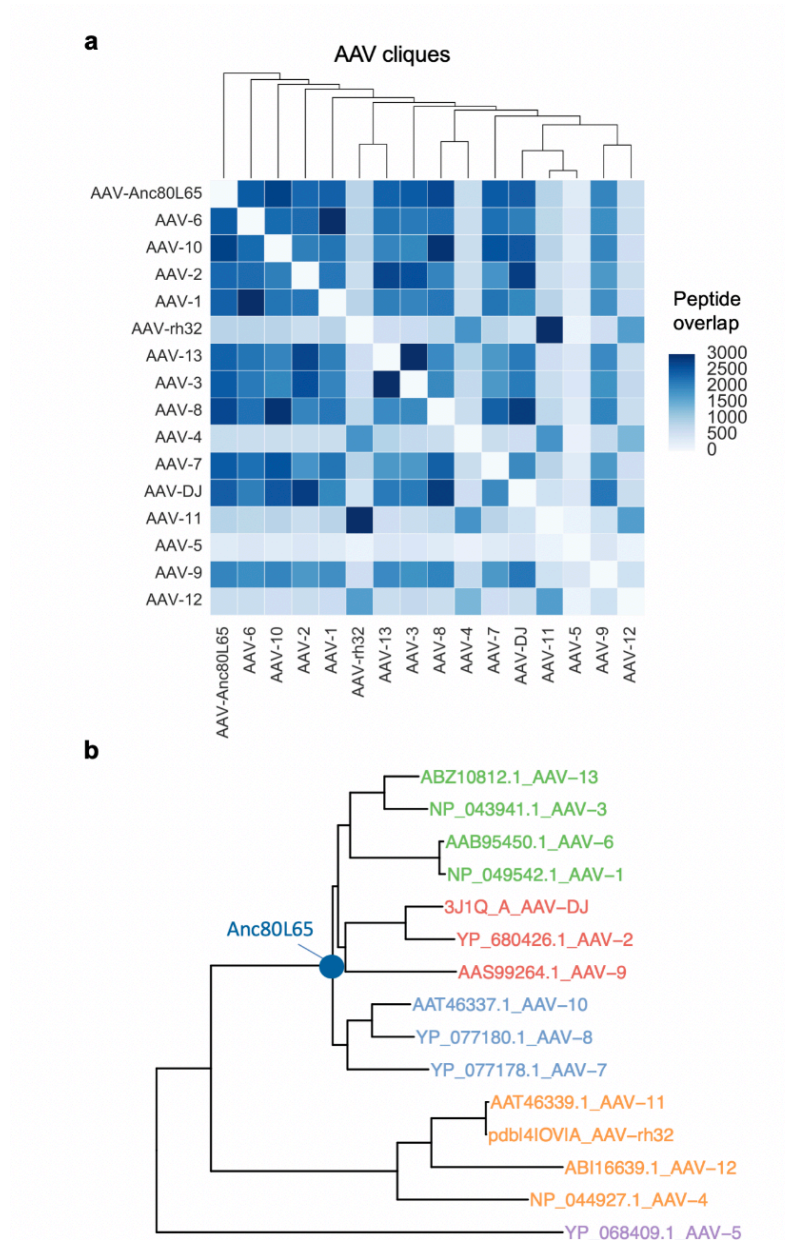 a
AAV cliques
AAV-Anc80L65
AAV-6
AAV-10
AAV-2
AAV-1
AAV-rh32
AAV-13
AAV-3
AAV-8
AAV-4
AAV-7
AAV-DJ
AAV-11
AAV-5
AAV-9
AAV-12
Peptide
overlap
3000
2500
2000
1500
1000
500
0
AAV-Anc80L65
AAV-6
AAV-10
AAV-2
AAV-1
AAV-rh32
AAV-13
AAV-3
AAV-8
AAV-4
AAV-7
AAV-DJ
AAV-11
AAV-5
AAV-9
AAV-12
b
ABZ10812.1_AAV−13
NP_043941.1_AAV−3
AAB95450.1_AAV−6
NP_049542.1_AAV−1
3J1Q_A_AAV−DJ
Anc80L65
YP_680426.1_AAV−2
AAS99264.1_AAV−9
AAT46337.1_AAV−10
YP_077180.1_AAV−8
YP_077178.1_AAV−7
AAT46339.1_AAV−11
pdbl4IOVIA_AAV−rh32
ABI16639.1_AAV−12
NP_044927.1_AAV−4
YP_068409.1_AAV−5